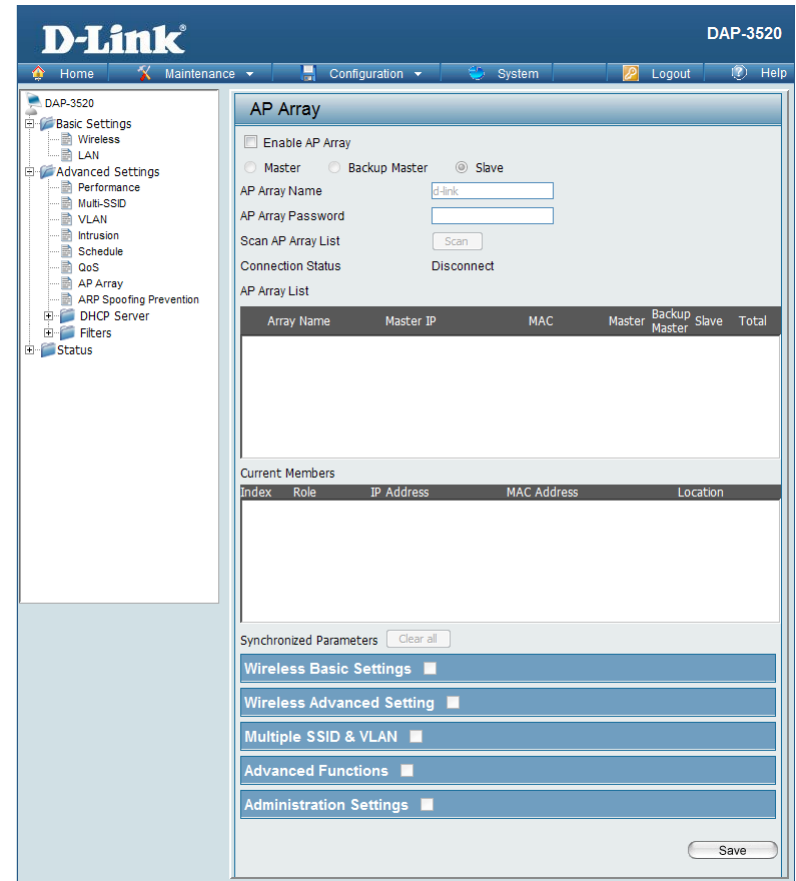 D-Link®
DAP-3520
Home Maintenance Configuration System Logout Help
DAP-3520
Basic Settings
Wireless
LAN
Advanced Settings
Performance
Multi-SSID
VLAN
Intrusion
Schedule
QoS
AP Array
ARP Spoofing Prevention
DHCP Server
Filters
Status
AP Array
Enable AP Array
Master Backup Master Slave
AP Array Name d-link
AP Array Password
Scan AP Array List Scan
Connection Status Disconnect
AP Array List
Array Name Master IP MAC Master Backup Master Slave Total
Current Members
Index Role IP Address MAC Address Location
Synchronized Parameters Clear all
Wireless Basic Settings
Wireless Advanced Setting
Multiple SSID & VLAN
Advanced Functions
Administration Settings
Save